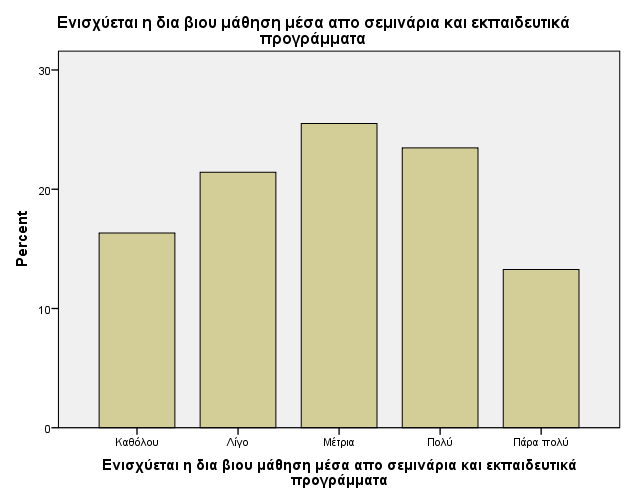 Ενισχύεται η δια βιου μάθηση μέσα απο σεμινάρια και εκπαιδευτικά
προγράμματα
30
20
10
0
Percent
Καθόλου
Λίγο
Μέτρια
Πολύ
Πάρα πολύ
Ενισχύεται η δια βιου μάθηση μέσα απο σεμινάρια και εκπαιδευτικά
προγράμματα